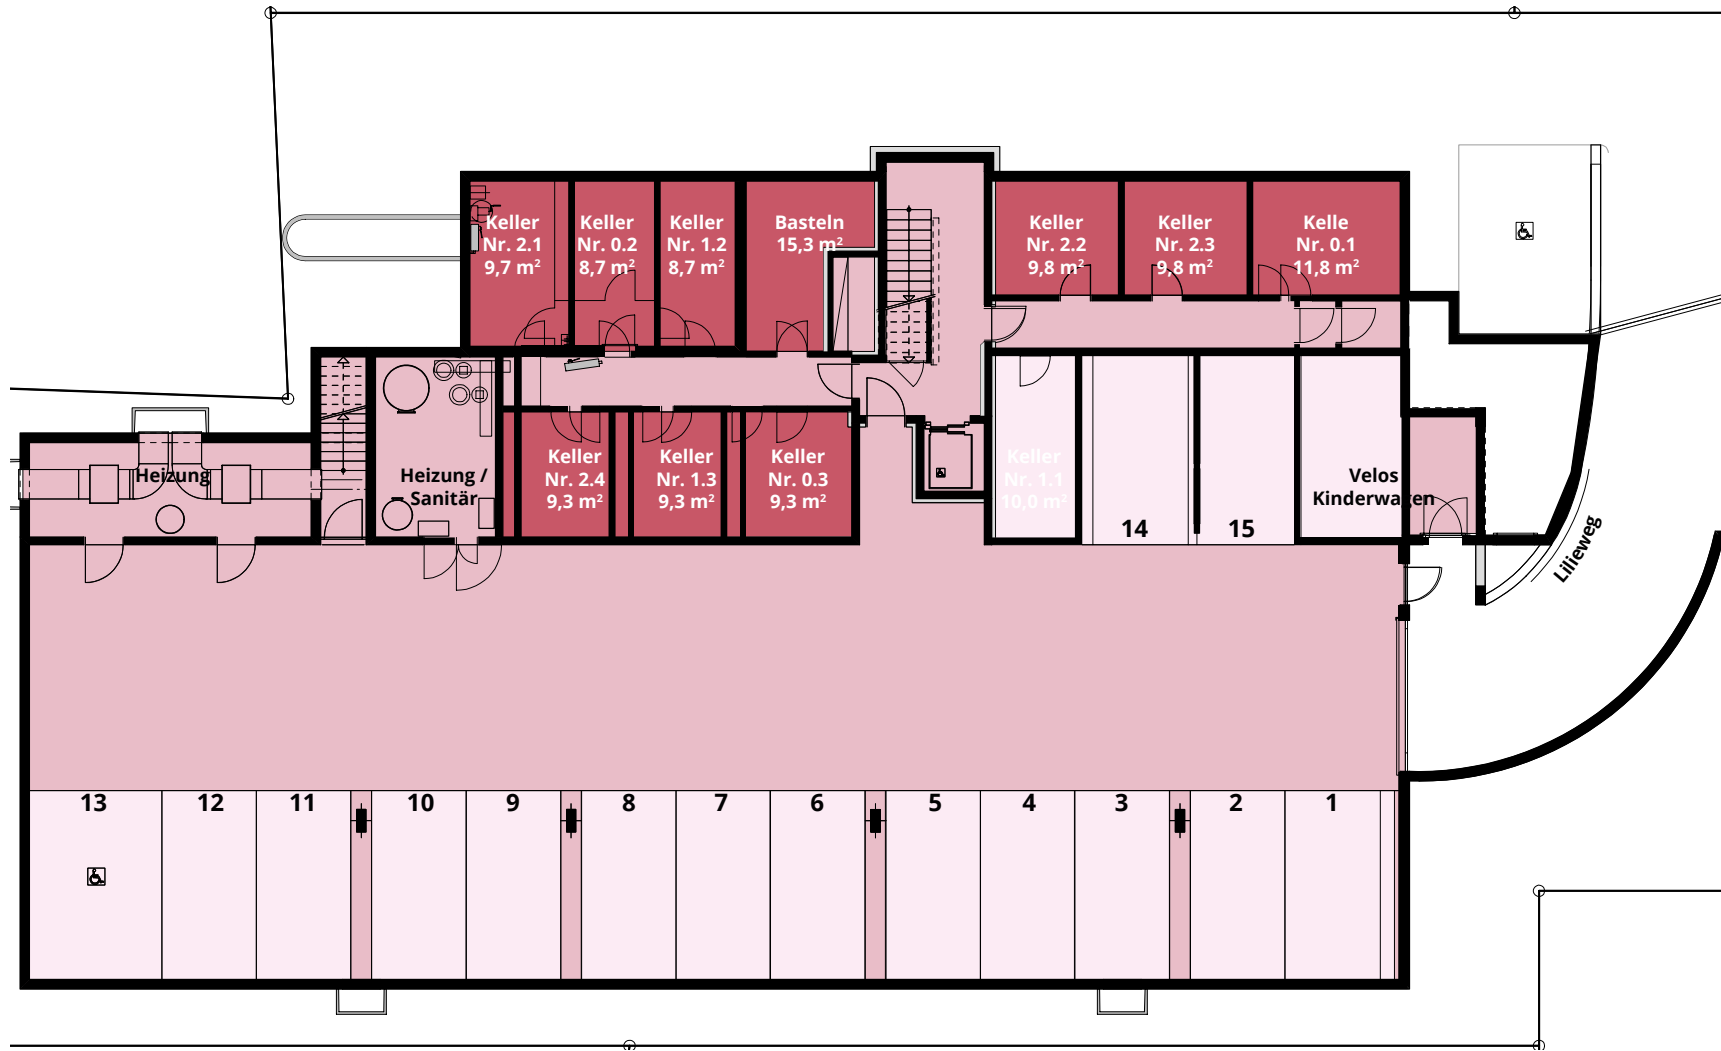 Keller
Nr. 2.1
9,7 m²
Keller
Nr. 0.2
8,7 m²
Keller
Nr. 1.2
8,7 m²
Basteln
15,3 m²
Keller
Nr. 2.2
9,8 m²
Keller
Nr. 2.3
9,8 m²
Kelle
Nr. 0.1
11,8 m²
Heizung
Heizung /
Sanitär
Keller
Nr. 2.4
9,3 m²
Keller
Nr. 1.3
9,3 m²
Keller
Nr. 0.3
9,3 m²
Keller
Nr. 1.1
10,0 m²
14
15
Velos
Kinderwagen
Lilieweg
13
12
11
10
9
8
7
6
5
4
3
2
1